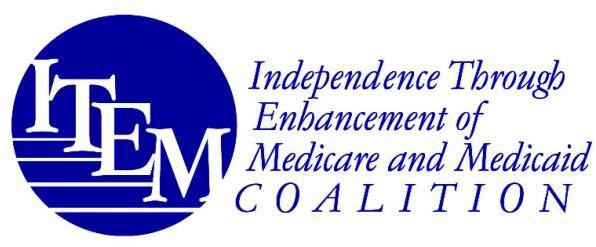 ITEM
Independence Through
Enhancement of
Medicare and Medicaid
COALITION